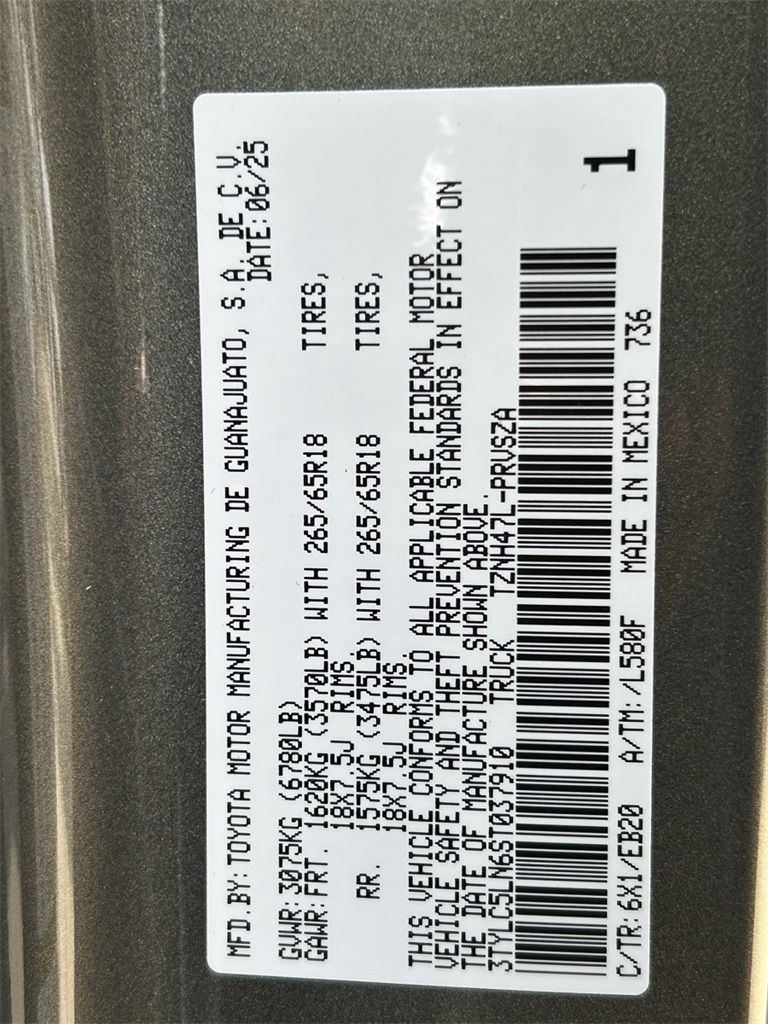 MFD.BY:TOYOTA MOTOR MANUFACTURING DE GUANAJUATO, S.A. DE C.V.
DATE:06/25
GVWR:3075KG (6780LB)
GAWR:FRT. 1620KG (3570LB) WITH 265/65R18 TIRES,
18X7.5J RIMS.
RR. 1575KG (3475LB) WITH 265/65R18 TIRES,
18X7.5J RIMS.
THIS VEHICLE CONFORMS TO ALL APPLICABLE FEDERAL MOTOR
VEHICLE SAFETY AND THEFT PREVENTION STANDARDS IN EFFECT ON
THE DATE OF MANUFACTURE SHOWN ABOVE.
3TYLC5LN6ST037910 TRUCK TZNH47L-PRVSZA
1
C/TR:6X1/EB20 A/TM:/L580F MADE IN MEXICO 736